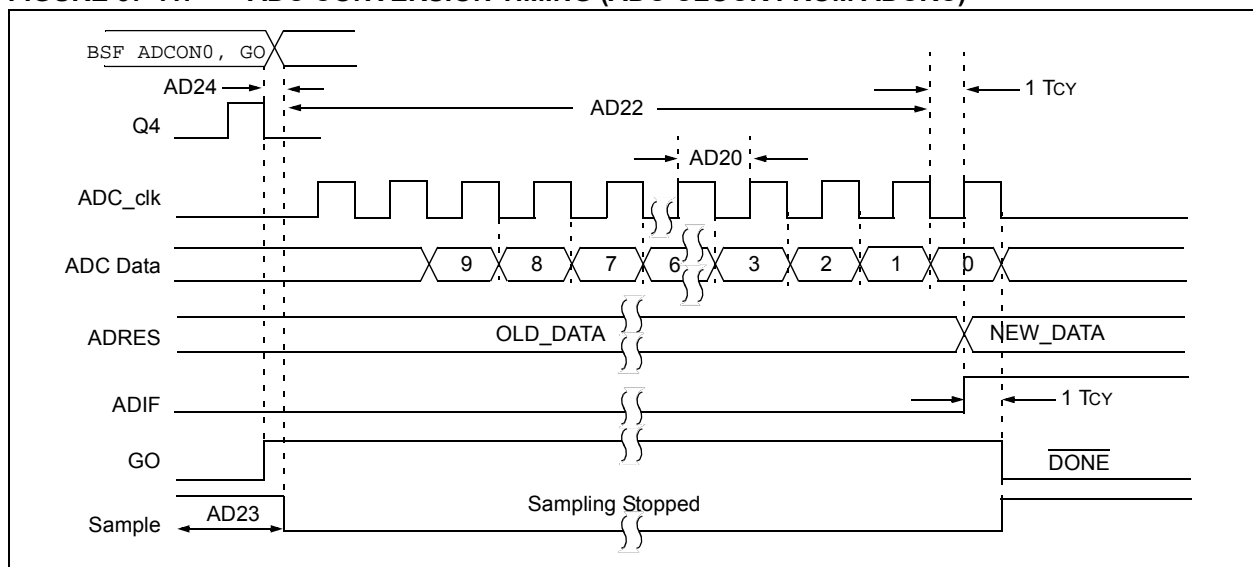 BSF ADCON0, GO
AD24
1 TCY
AD22
Q4
AD20
ADC_clk
ADC Data
9 8 7 6 3 2 1 0
ADRES
OLD_DATA
NEW_DATA
ADIF
1 TCY
GO
DONE
Sampling Stopped
AD23
Sample